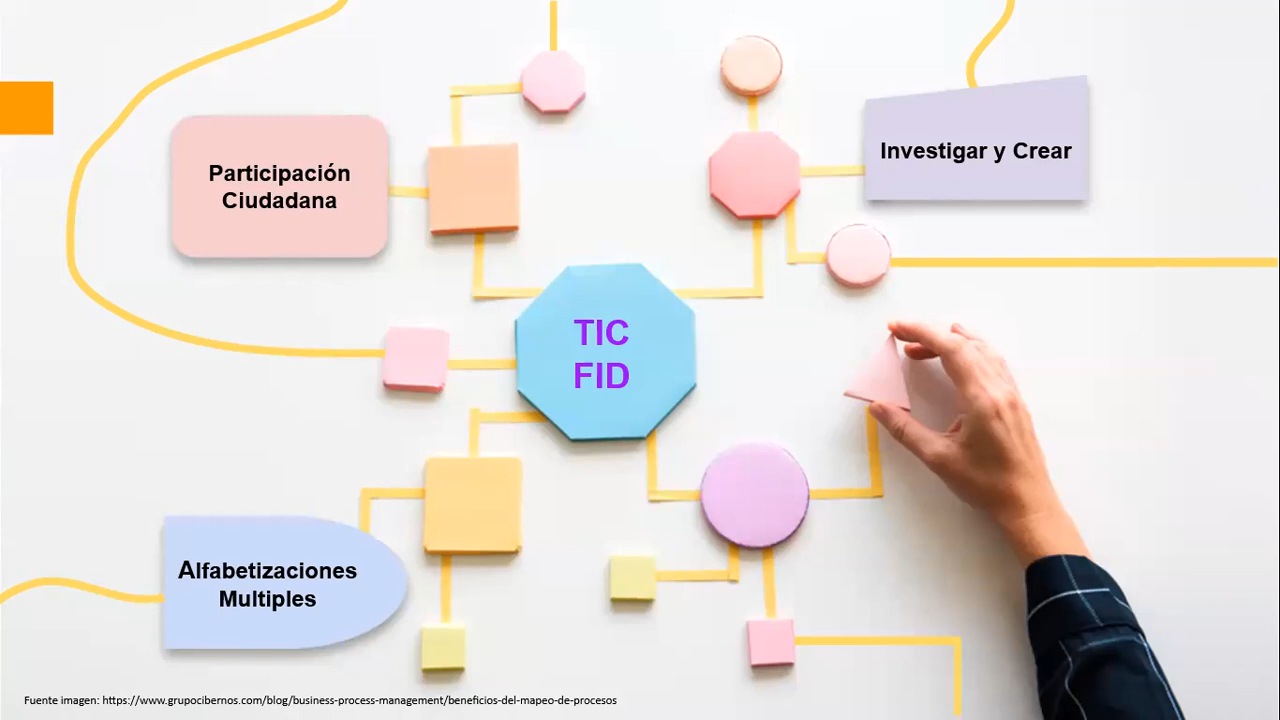 Participación
Ciudadana
Investigar y Crear
TIC
FID
Alfabetizaciones
Multiples
Fuente imagen: https://www.grupocibernos.com/blog/business-process-management/beneficios-del-mapeo-de-procesos